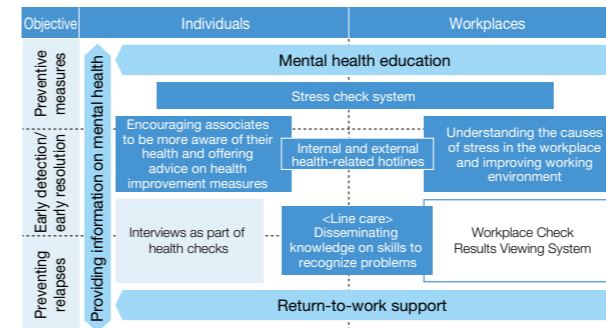 Objective
Individuals
Workplaces
Preventive
measures
Early detection/
early resolution
Preventing
relapses
Providing information on mental health
Mental health education
Stress check system
Encouraging associates
to be more aware of their
health and offering
advice on health
improvement measures
Internal and external
health-related hotlines
Understanding the causes
of stress in the workplace
and improving working
environment
Interviews as part of
health checks
<Line care>
Disseminating
knowledge on skills to
recognize problems
Workplace Check
Results Viewing System
Return-to-work support